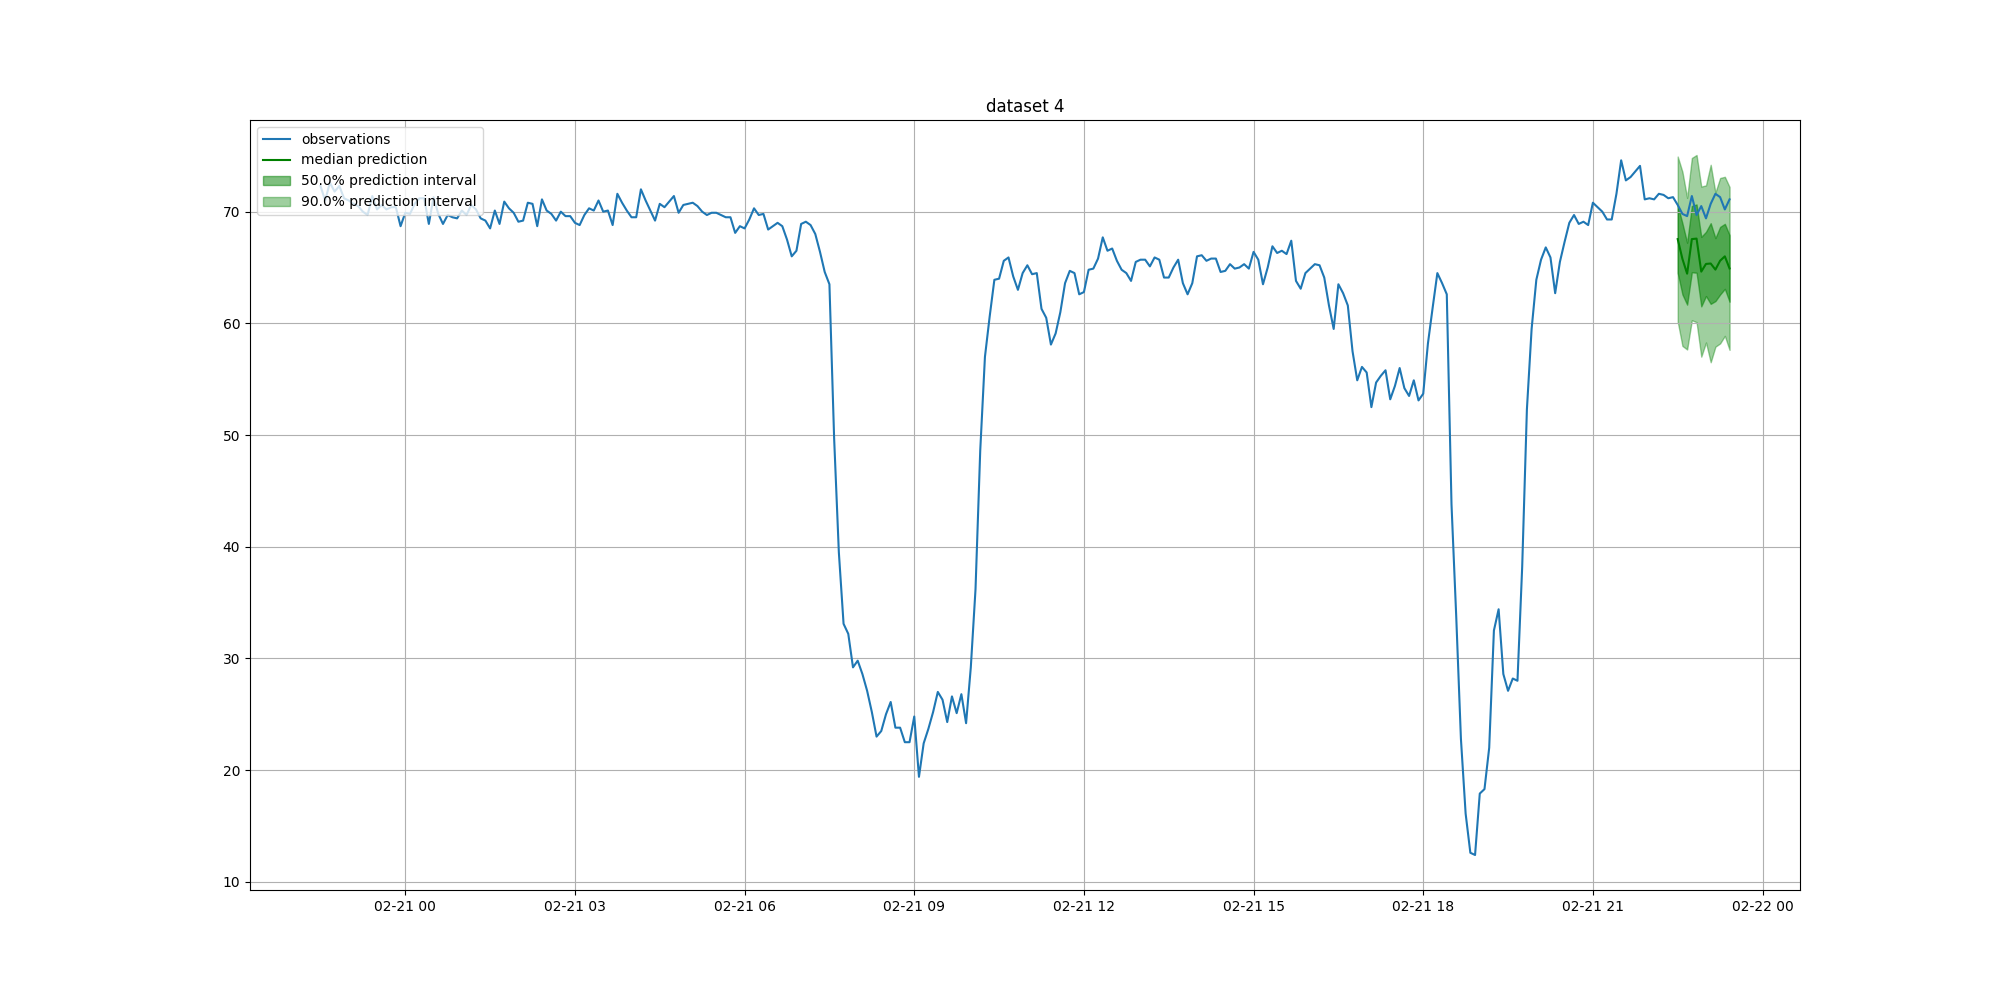 dataset 4
observations
median prediction
50.0% prediction interval
90.0% prediction interval
70
60
50
40
30
20
10
02-21 00 02-21 03 02-21 06 02-21 09 02-21 12 02-21 15 02-21 18 02-21 21 02-22 00